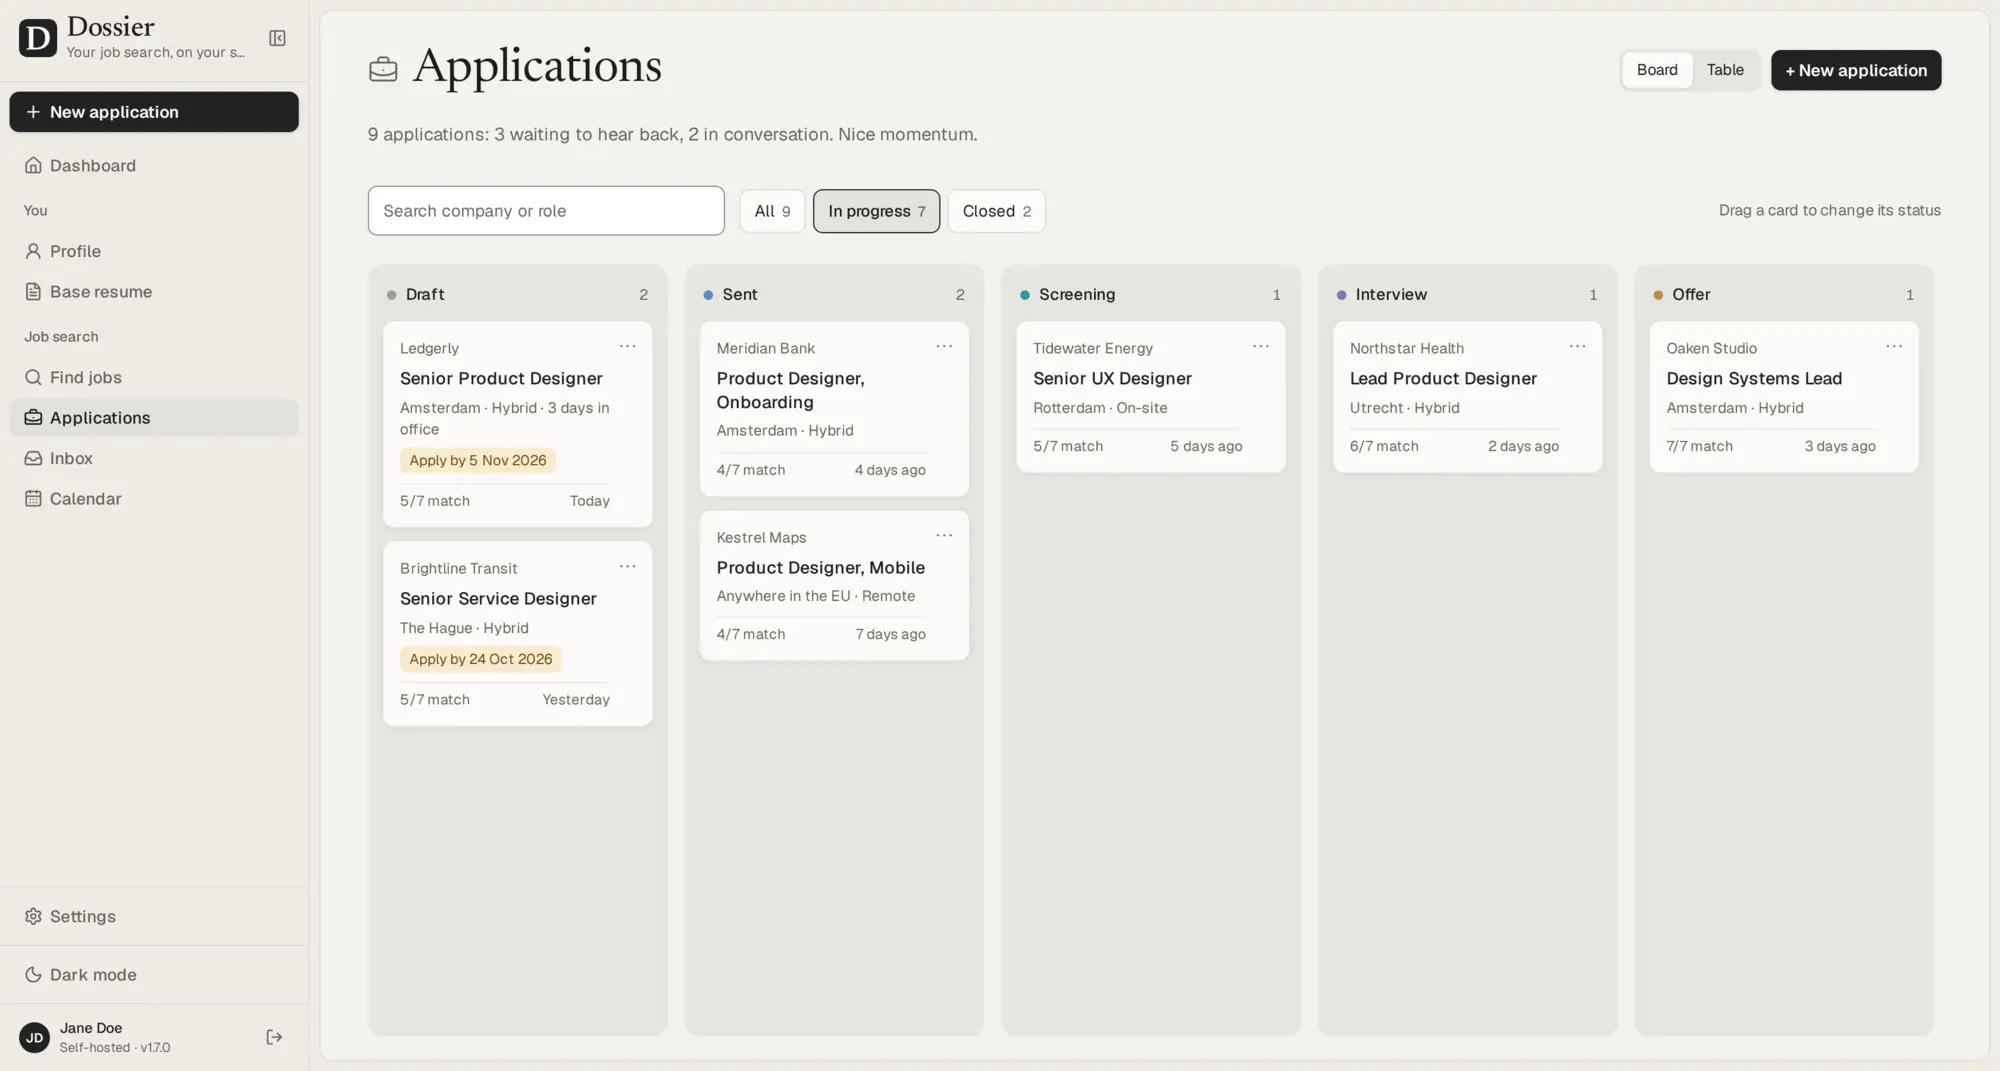 D
Dossier
Your job search, on your s...
+ New application
Dashboard
You
Profile
Base resume
Job search
Find jobs
Applications
Inbox
Calendar
Settings
Dark mode
JD
Jane Doe
Self-hosted · v1.7.0
Applications
Board
Table
+ New application
9 applications: 3 waiting to hear back, 2 in conversation. Nice momentum.
Search company or role
All 9
In progress 7
Closed 2
Drag a card to change its status
Draft 2
Ledgerly ...
Senior Product Designer
Amsterdam · Hybrid · 3 days in
office
Apply by 5 Nov 2026
5/7 match Today
Brightline Transit ...
Senior Service Designer
The Hague · Hybrid
Apply by 24 Oct 2026
5/7 match Yesterday
Sent 2
Meridian Bank ...
Product Designer,
Onboarding
Amsterdam · Hybrid
4/7 match 4 days ago
Kestrel Maps ...
Product Designer, Mobile
Anywhere in the EU · Remote
4/7 match 7 days ago
Screening 1
Tidewater Energy ...
Senior UX Designer
Rotterdam · On-site
5/7 match 5 days ago
Interview 1
Northstar Health ...
Lead Product Designer
Utrecht · Hybrid
6/7 match 2 days ago
Offer 1
Oaken Studio ...
Design Systems Lead
Amsterdam · Hybrid
7/7 match 3 days ago